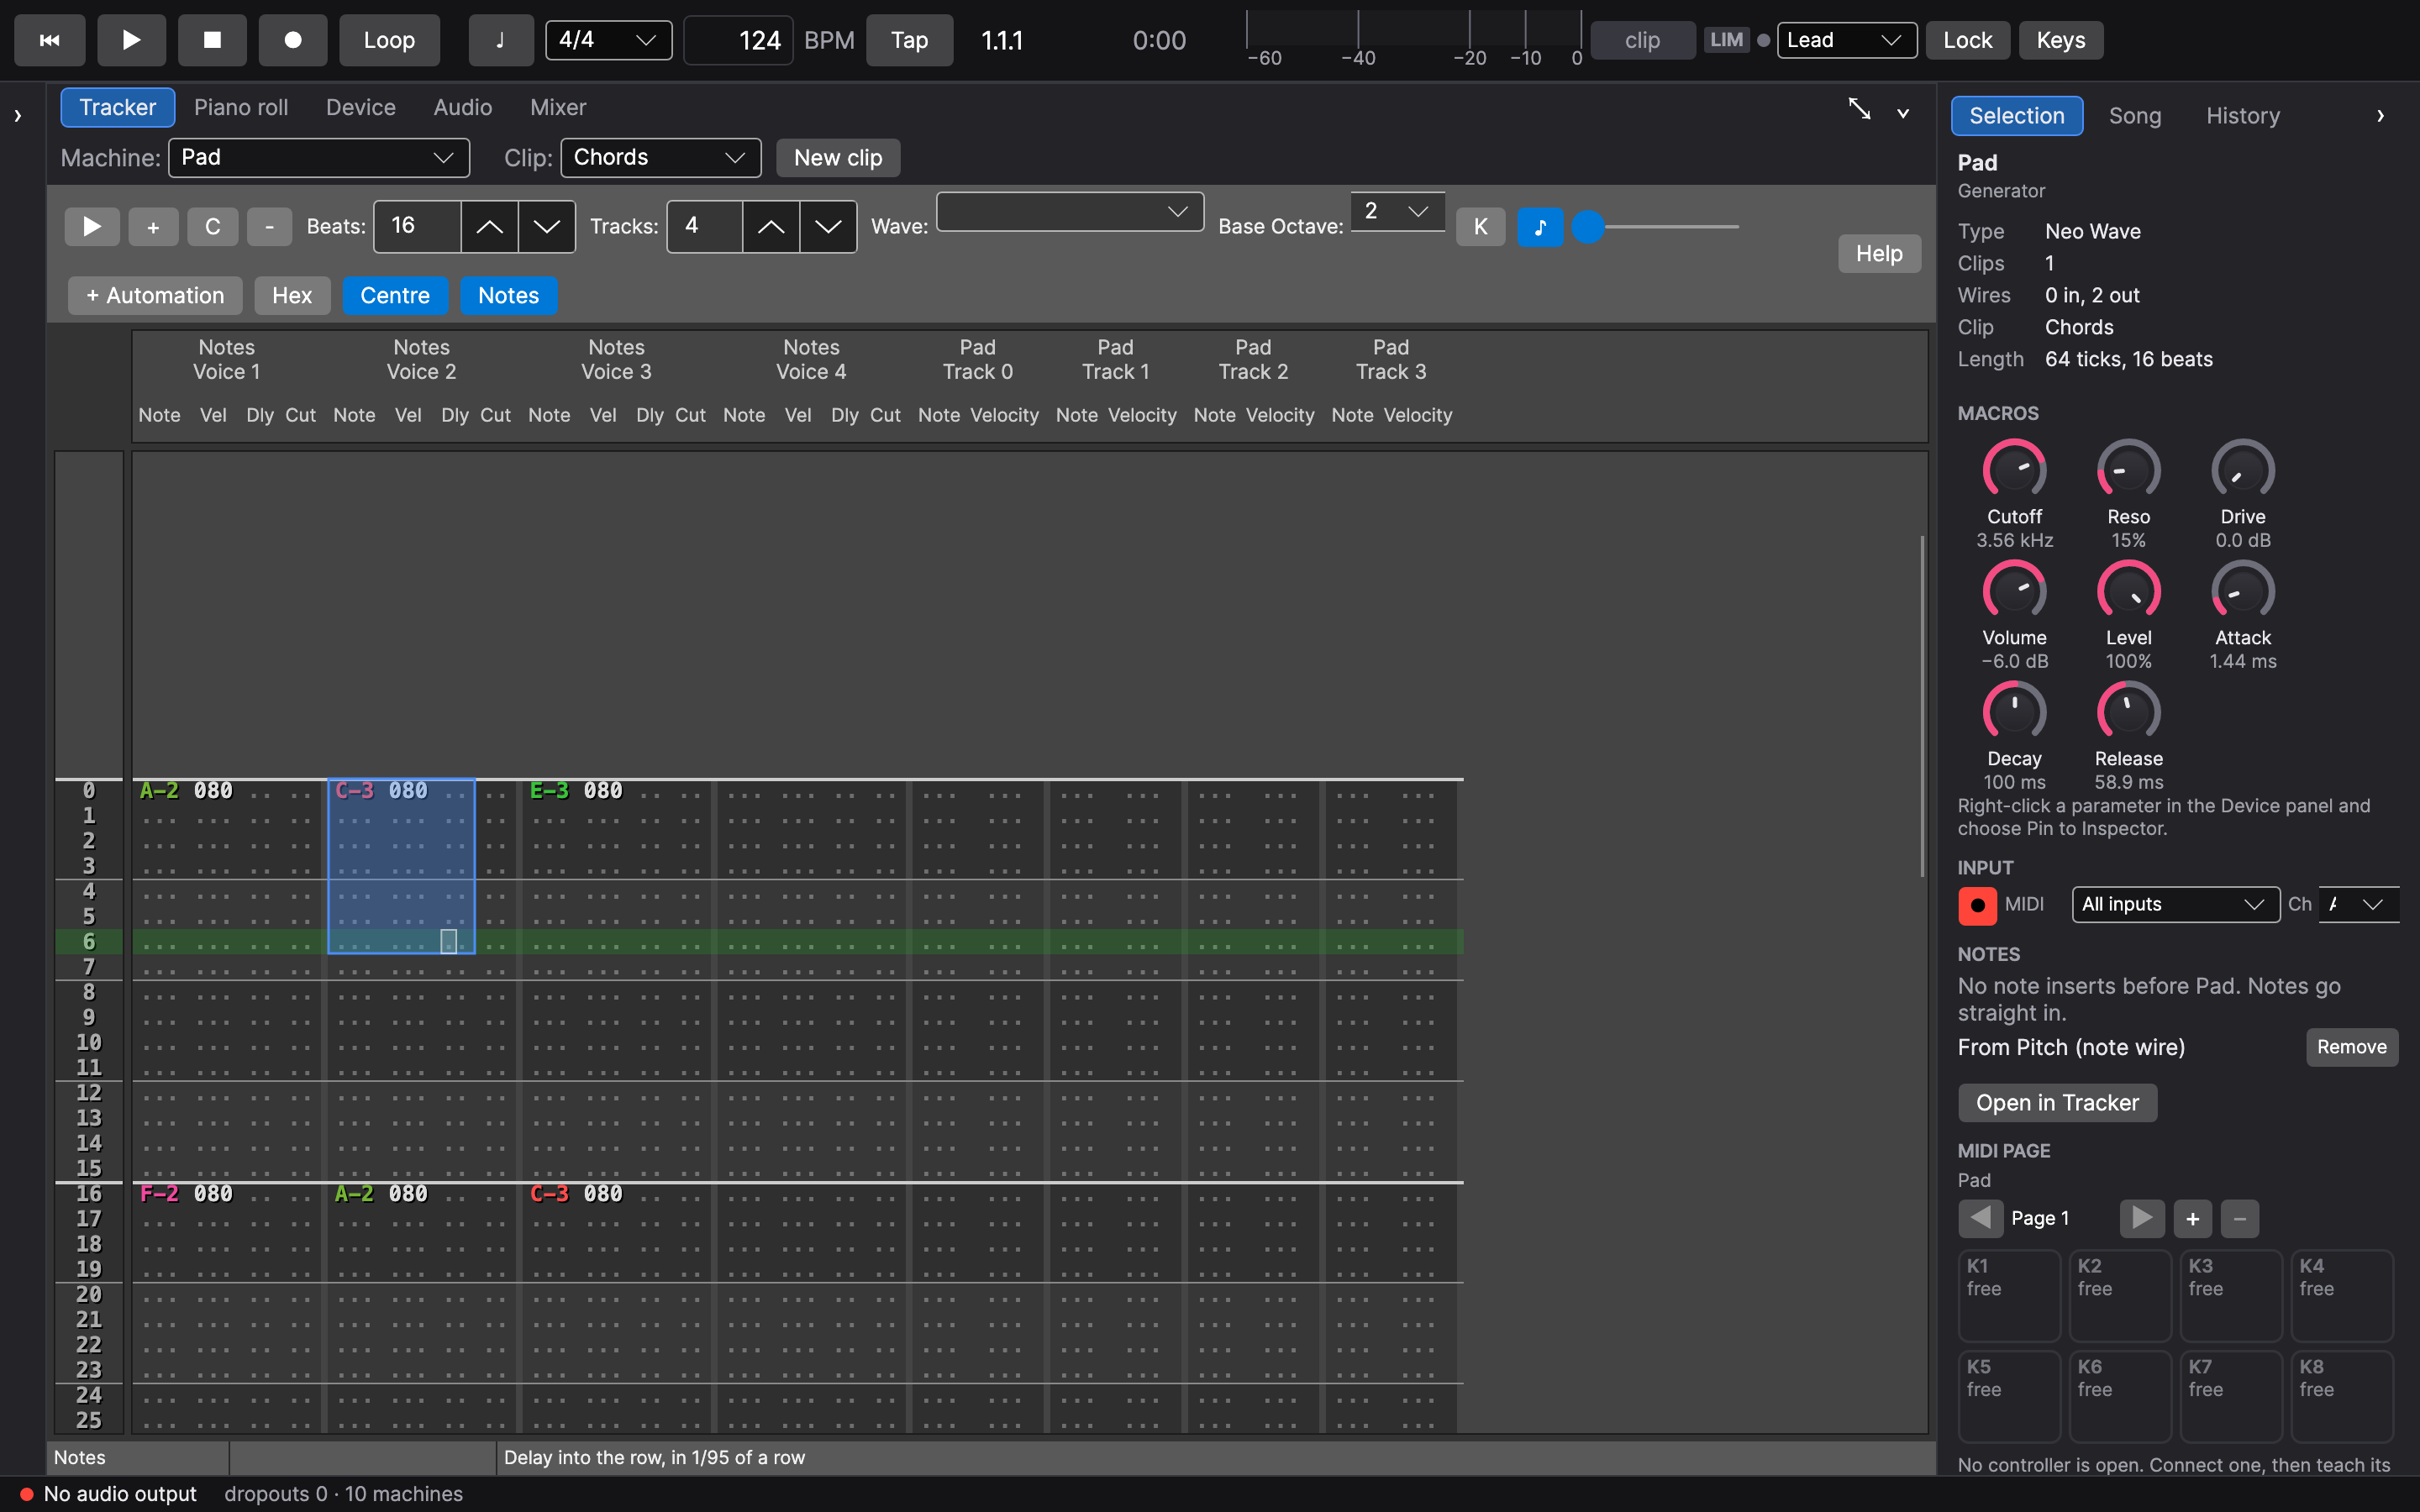 Loop 4/4 124 BPM Tap 1.1.1 0:00 −60 −40 −20 −10 0 clip LIM Lead Lock Keys
Tracker Piano roll Device Audio Mixer
Machine: Pad Clip: Chords New clip
+ C - Beats: 16 Tracks: 4 Wave: Base Octave: 2 K Help
+ Automation Hex Centre Notes
Notes Notes Notes Notes Pad Pad Pad Pad
Voice 1 Voice 2 Voice 3 Voice 4 Track 0 Track 1 Track 2 Track 3
Note Vel Dly Cut Note Vel Dly Cut Note Vel Dly Cut Note Vel Dly Cut Note Velocity Note Velocity Note Velocity Note Velocity
0 A-2 080 C-3 080 E-3 080
1
2
3
4
5
6
7
8
9
10
11
12
13
14
15
16 F-2 080 A-2 080 C-3 080
17
18
19
20
21
22
23
24
25
Notes Delay into the row, in 1/95 of a row
No audio output dropouts 0 · 10 machines
Selection Song History
Pad
Generator
Type Neo Wave
Clips 1
Wires 0 in, 2 out
Clip Chords
Length 64 ticks, 16 beats
MACROS
Cutoff Reso Drive
3.56 kHz 15% 0.0 dB
Volume Level Attack
−6.0 dB 100% 1.44 ms
Decay Release
100 ms 58.9 ms
Right-click a parameter in the Device panel and
choose Pin to Inspector.
INPUT
MIDI All inputs Ch
NOTES
No note inserts before Pad. Notes go
straight in.
From Pitch (note wire) Remove
Open in Tracker
MIDI PAGE
Pad
Page 1 + −
K1 K2 K3 K4
free free free free
K5 K6 K7 K8
free free free free
No controller is open. Connect one, then teach its